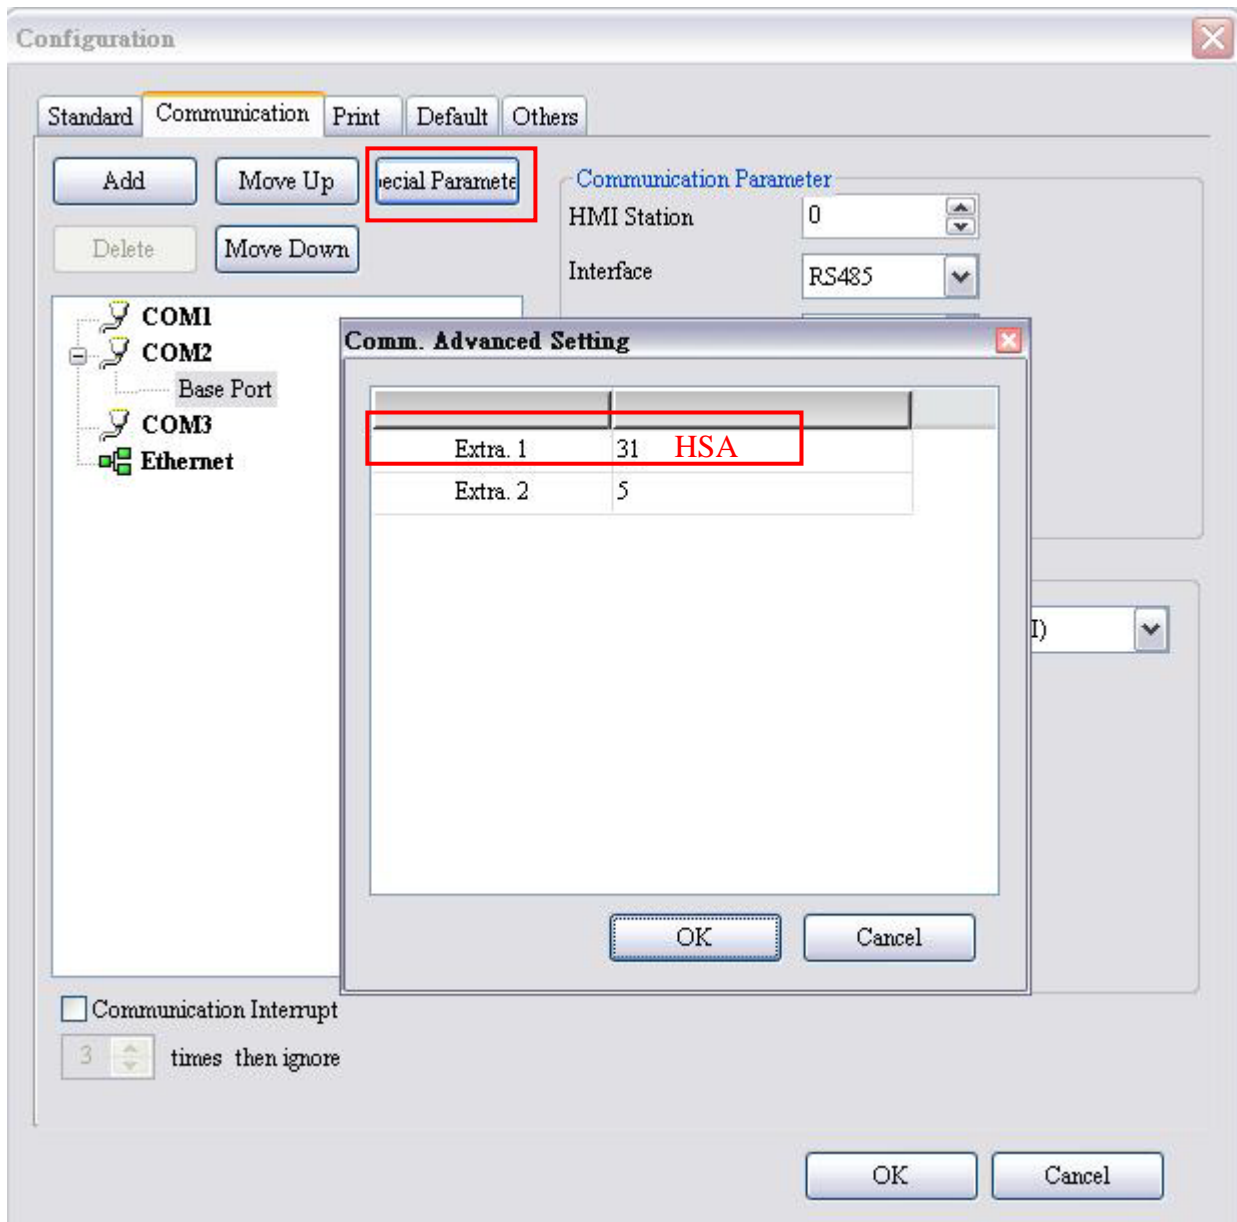 Configuration
Standard Communication Print Default Others
Add Move Up ecial Paramete
Delete Move Down
Communication Parameter
HMI Station 0
Interface RS485
COM1
COM2
Base Port
COM3
Ethernet
Comm. Advanced Setting
Extra. 1 31 HSA
Extra. 2 5
I)
OK Cancel
Communication Interrupt
3 times then ignore
OK Cancel